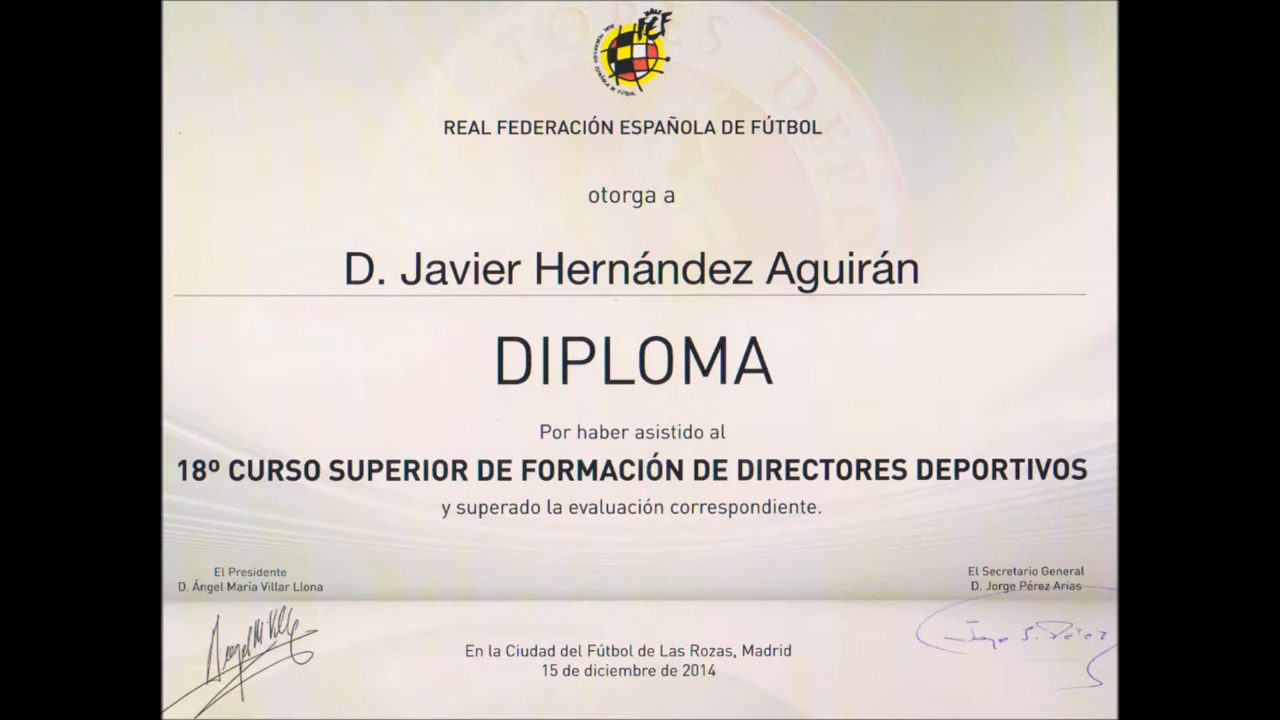 REAL FEDERACIÓN ESPAÑOLA DE FÚTBOL
otorga a
D. Javier Hernández Aguirán
DIPLOMA
Por haber asistido al
18º CURSO SUPERIOR DE FORMACIÓN DE DIRECTORES DEPORTIVOS
y superado la evaluación correspondiente.
El Presidente
D. Ángel María Villar Llona
El Secretario General
D. Jorge Pérez Arias
En la Ciudad del Fútbol de Las Rozas, Madrid
15 de diciembre de 2014